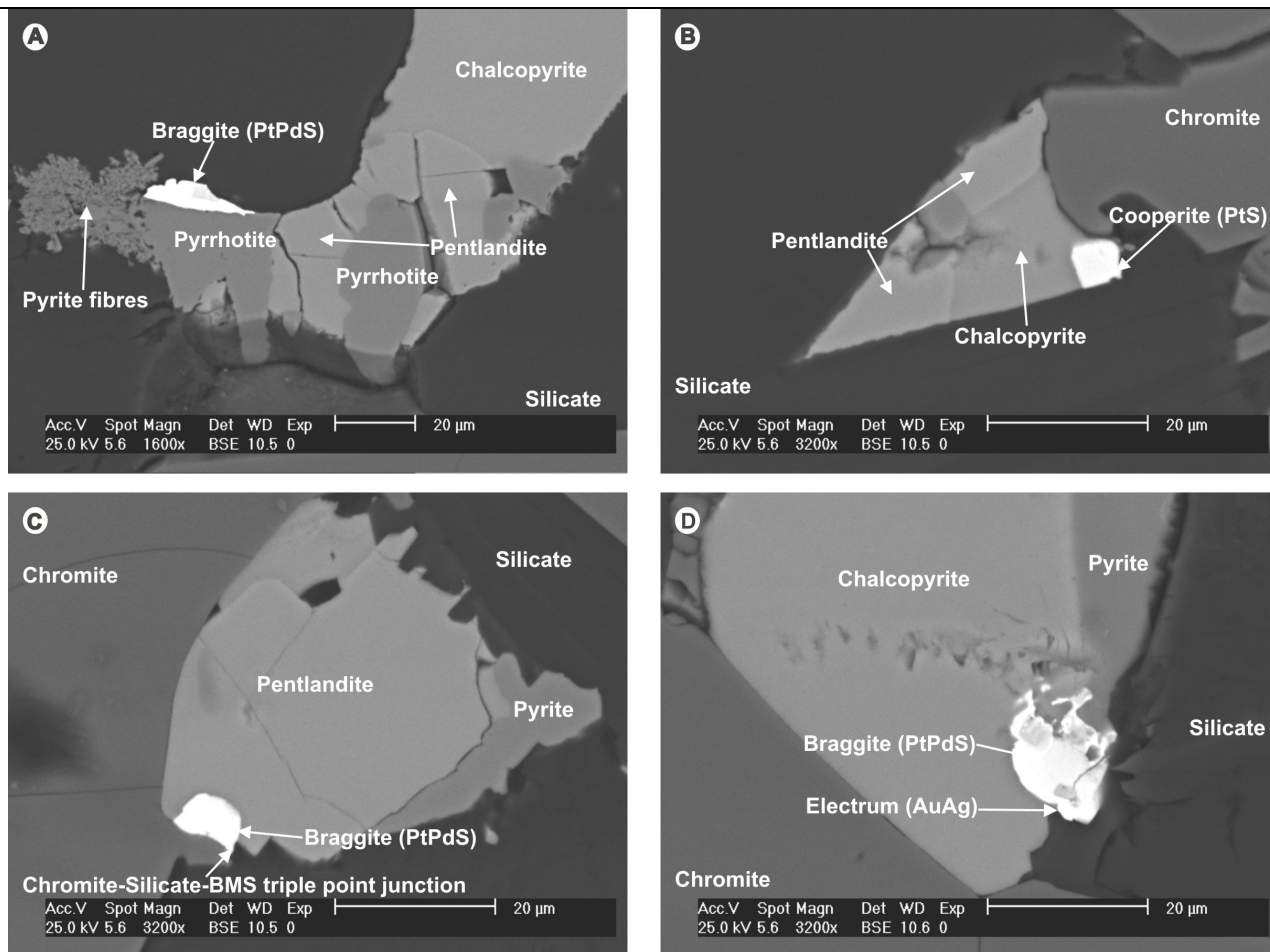 A
Chalcopyrite
Braggite (PtPdS)
Pyrrhotite
Pentlandite
Pyrrhotite
Pyrite fibres
Silicate
Acc.V Spot Magn Det WD Exp
25.0 kV 5.6 1600x BSE 10.5 0
20 µm
B
Chromite
Cooperite (PtS)
Pentlandite
Chalcopyrite
Silicate
Acc.V Spot Magn Det WD Exp
25.0 kV 5.6 3200x BSE 10.5 0
20 µm
C
Silicate
Chromite
Pentlandite
Pyrite
Braggite (PtPdS)
Chromite-Silicate-BMS triple point junction
Acc.V Spot Magn Det WD Exp
25.0 kV 5.6 3200x BSE 10.5 0
20 µm
D
Pyrite
Chalcopyrite
Silicate
Braggite (PtPdS)
Electrum (AuAg)
Chromite
Acc.V Spot Magn Det WD Exp
25.0 kV 5.6 3200x BSE 10.6 0
20 µm